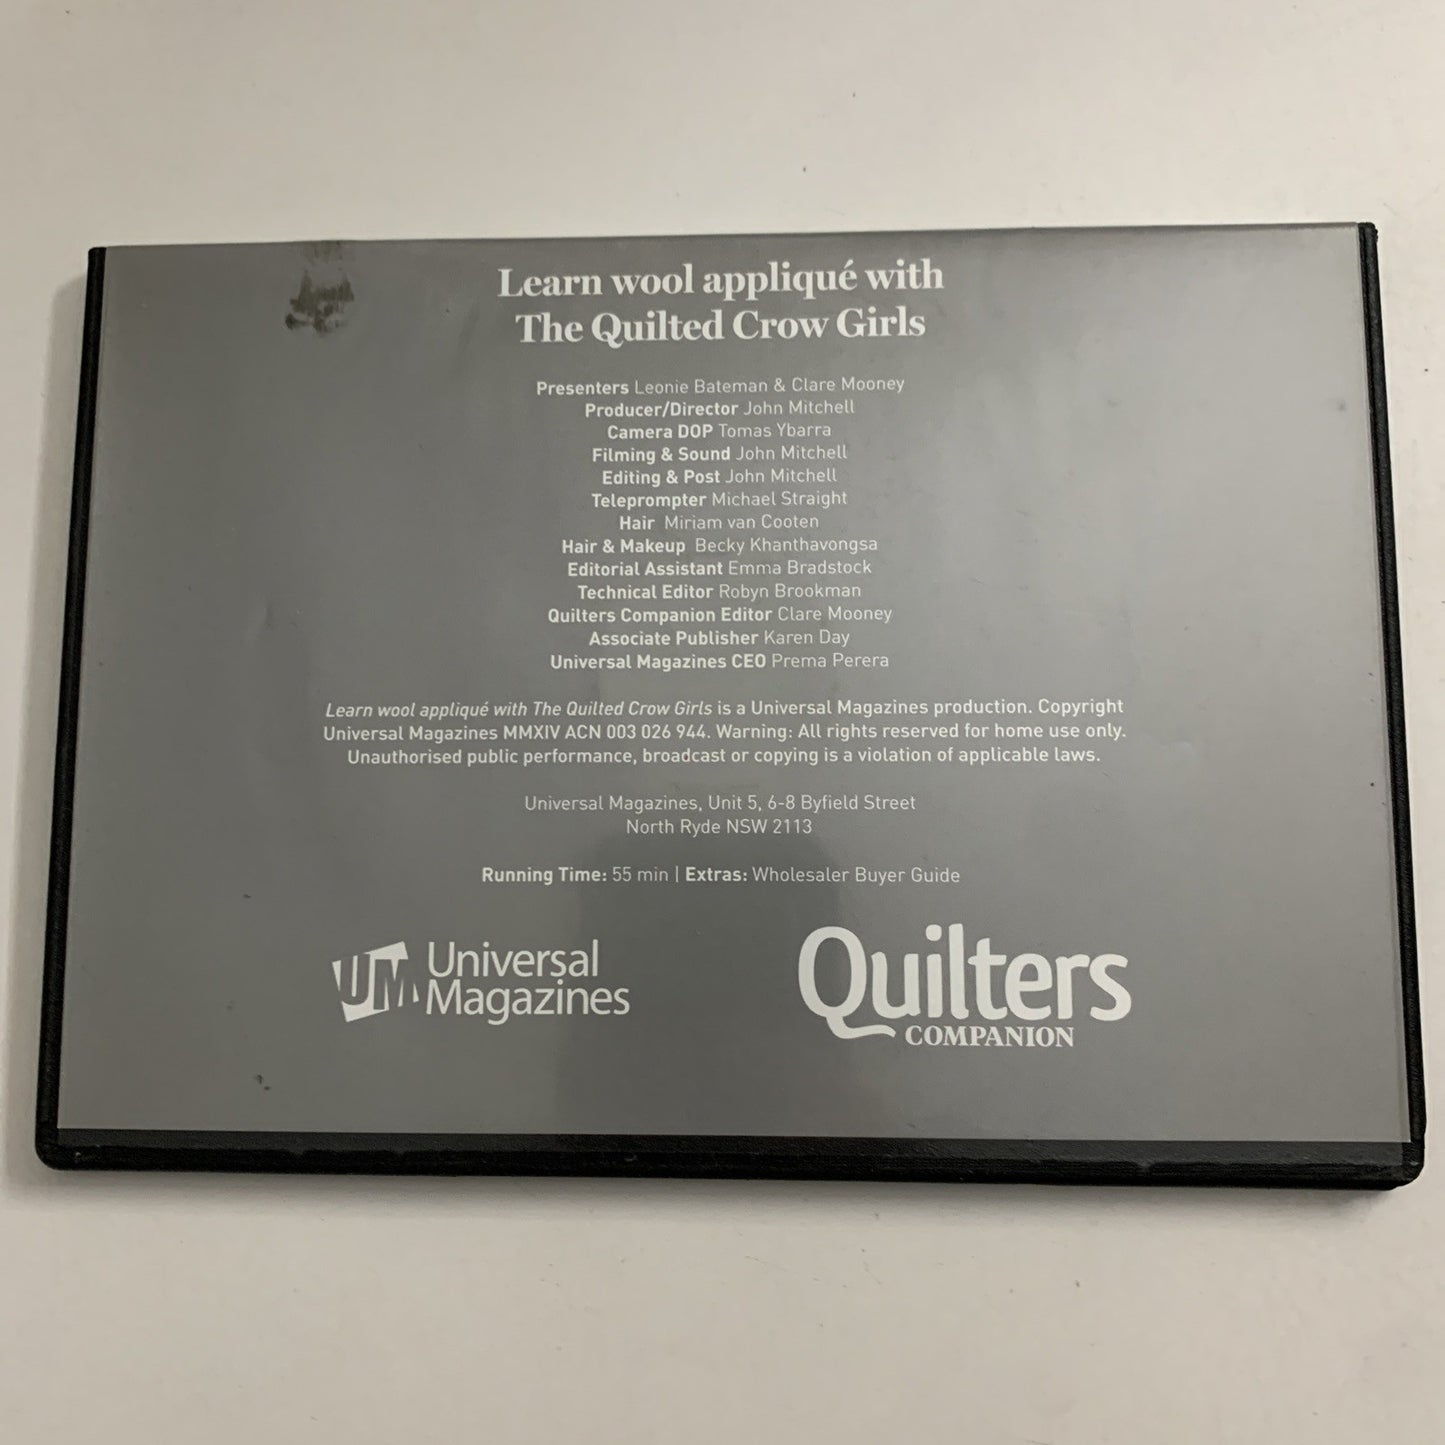 Learn wool appliqué with
The Quilted Crow Girls
Presenters Leonie Bateman & Clare Mooney
Producer/Director John Mitchell
Camera DOP Tomas Ybarra
Filming & Sound John Mitchell
Editing & Post John Mitchell
Teleprompter Michael Straight
Hair Miriam van Cooten
Hair & Makeup Becky Khanthavongsa
Editorial Assistant Emma Bradstock
Technical Editor Robyn Brookman
Quilters Companion Editor Clare Mooney
Associate Publisher Karen Day
Universal Magazines CEO Prema Perera
Learn wool appliqué with The Quilted Crow Girls is a Universal Magazines production. Copyright
Universal Magazines MMXIV ACN 003 026 944. Warning: All rights reserved for home use only.
Unauthorised public performance, broadcast or copying is a violation of applicable laws.
Universal Magazines, Unit 5, 6-8 Byfield Street
North Ryde NSW 2113
Running Time: 55 min | Extras: Wholesaler Buyer Guide
UM Universal
Magazines
Quilters
COMPANION